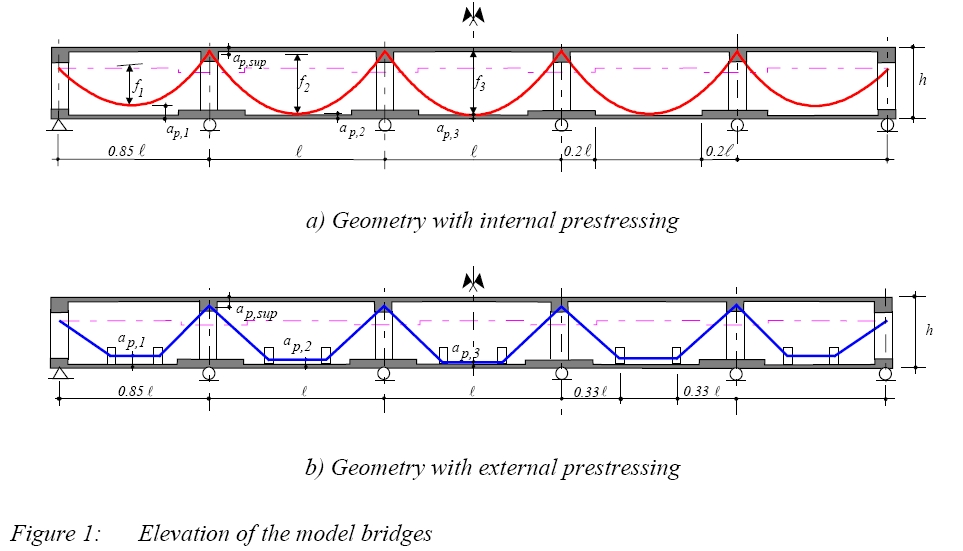 a_p,sup
f_1
f_2
f_3
h
a_p,1
a_p,2
a_p,3
0.85 ℓ
ℓ
ℓ
0.2ℓ
0.2ℓ
a) Geometry with internal prestressing
a_p,sup
a_p,1
a_p,2
a_p,3
h
0.85 ℓ
ℓ
ℓ
0.33 ℓ
0.33 ℓ
b) Geometry with external prestressing
Figure 1: Elevation of the model bridges